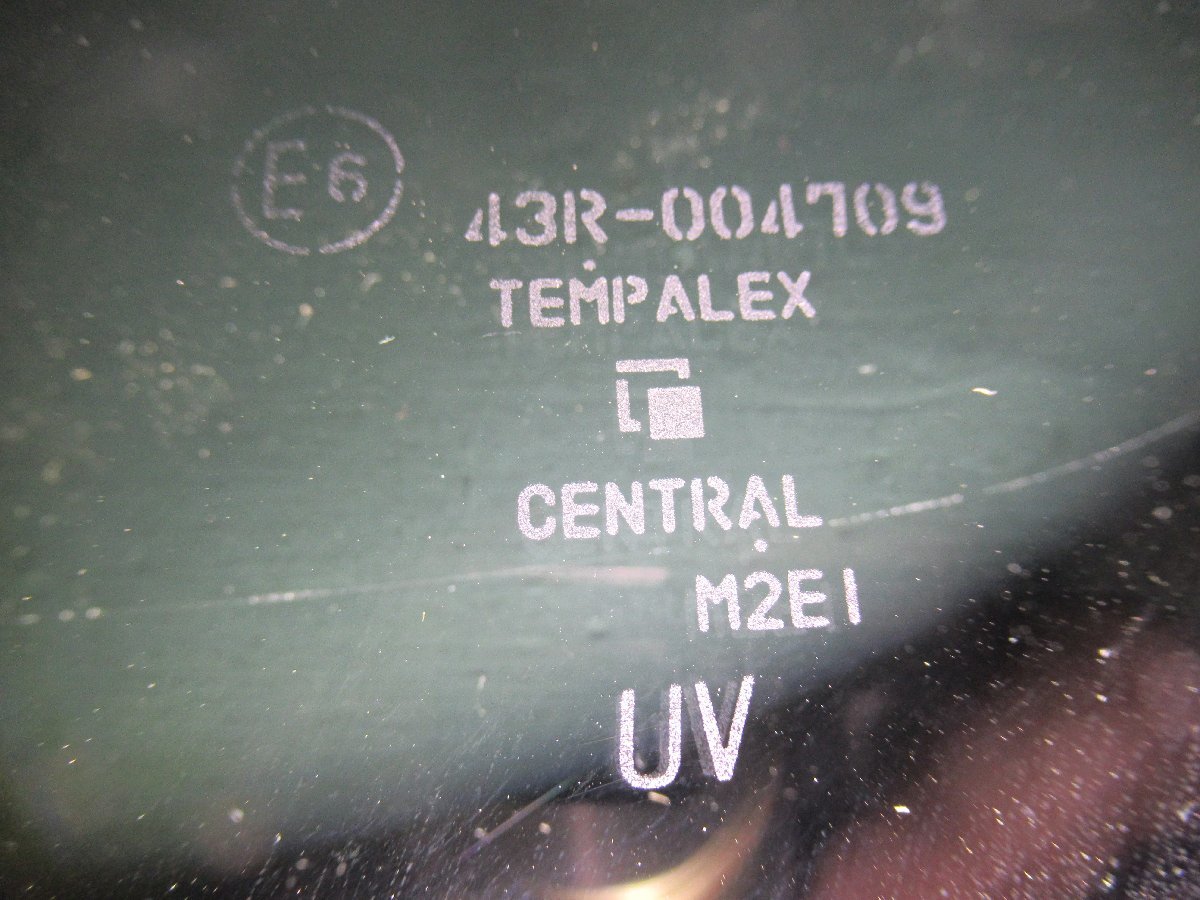 E6
43R-004709
TEMPALEX
CENTRAL
M2E1
UV